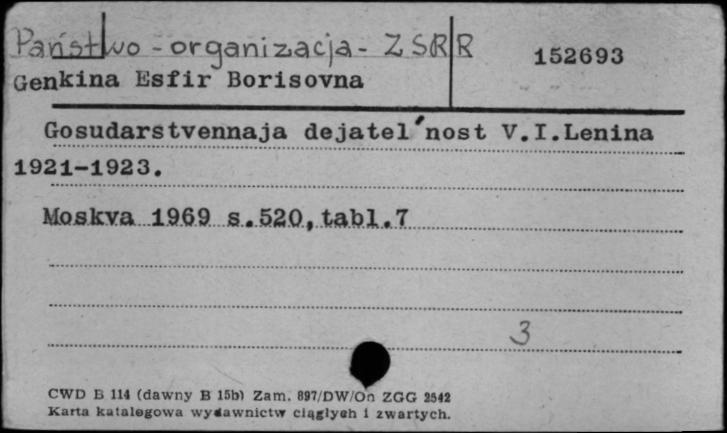 Państwo - organizacja - ZSRR
152693
Genkina Esfir Borisovna
Gosudarstvennaja dejatel'nost V.I.Lenina
1921-1923.
Moskva 1969 s.520,tabl.7
3
CWD B 114 (dawny B 15b) Zam. 897/DW/On ZGG 2542
Karta katalogowa wydawnictw ciągłych i zwartych.